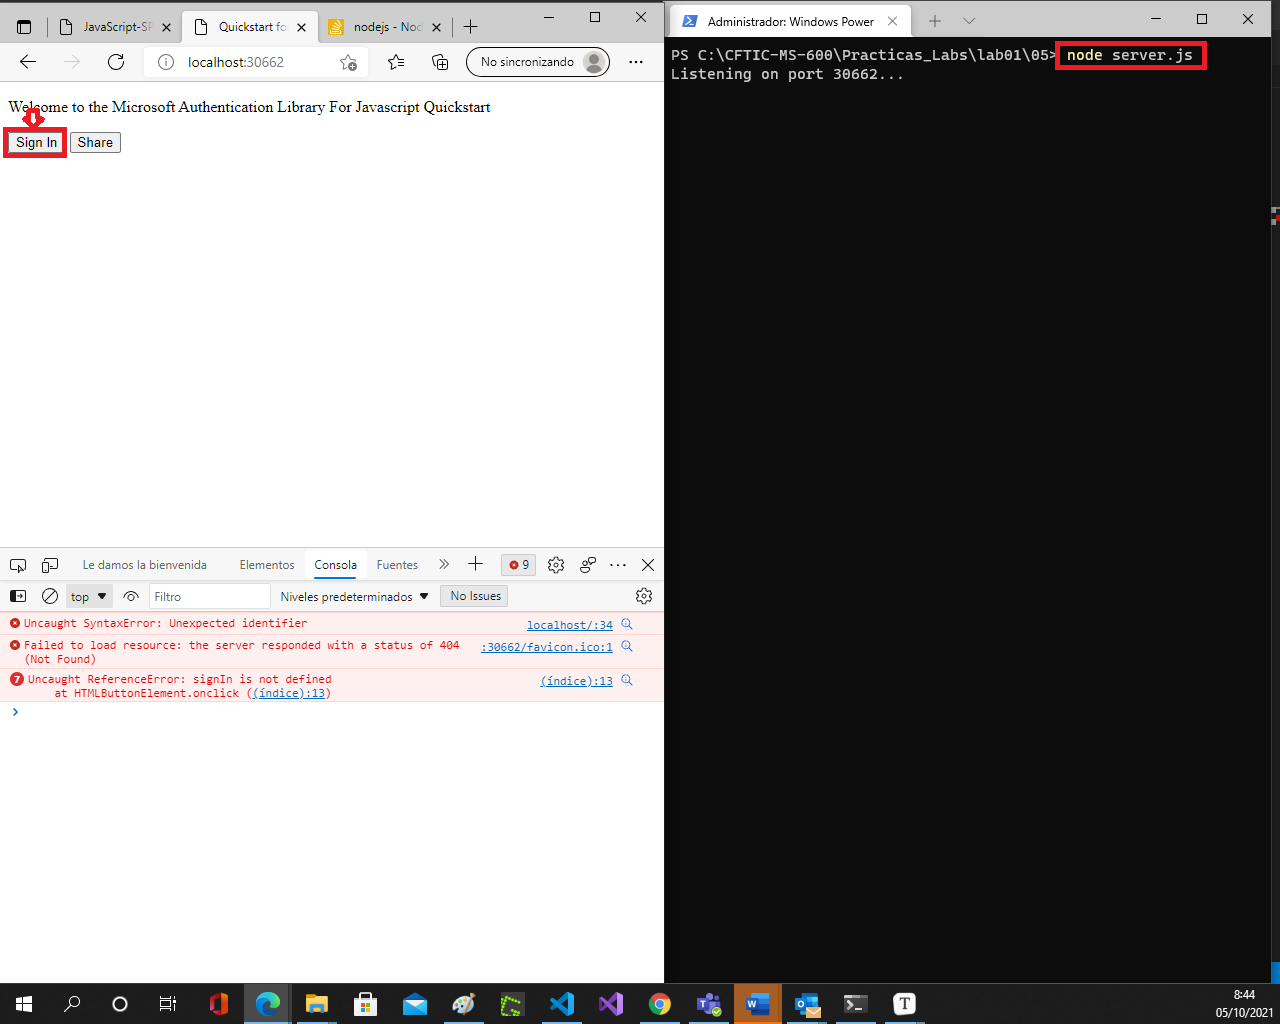 JavaScript-SP
Quickstart fo
nodejs - Nod
localhost:30662
No sincronizando
Welcome to the Microsoft Authentication Library For Javascript Quickstart
Sign In
Share
Le damos la bienvenida
Elementos
Consola
Fuentes
9
top
Filtro
Niveles predeterminados
No Issues
Uncaught SyntaxError: Unexpected identifier
localhost/:34
Failed to load resource: the server responded with a status of 404
(Not Found)
:30662/favicon.ico:1
7
Uncaught ReferenceError: signIn is not defined
at HTMLButtonElement.onclick ((índice):13)
(índice):13
Administrador: Windows Power
PS C:\CFTIC-MS-600\Practicas_Labs\lab01\05> node server.js
Listening on port 30662...
8:44
05/10/2021